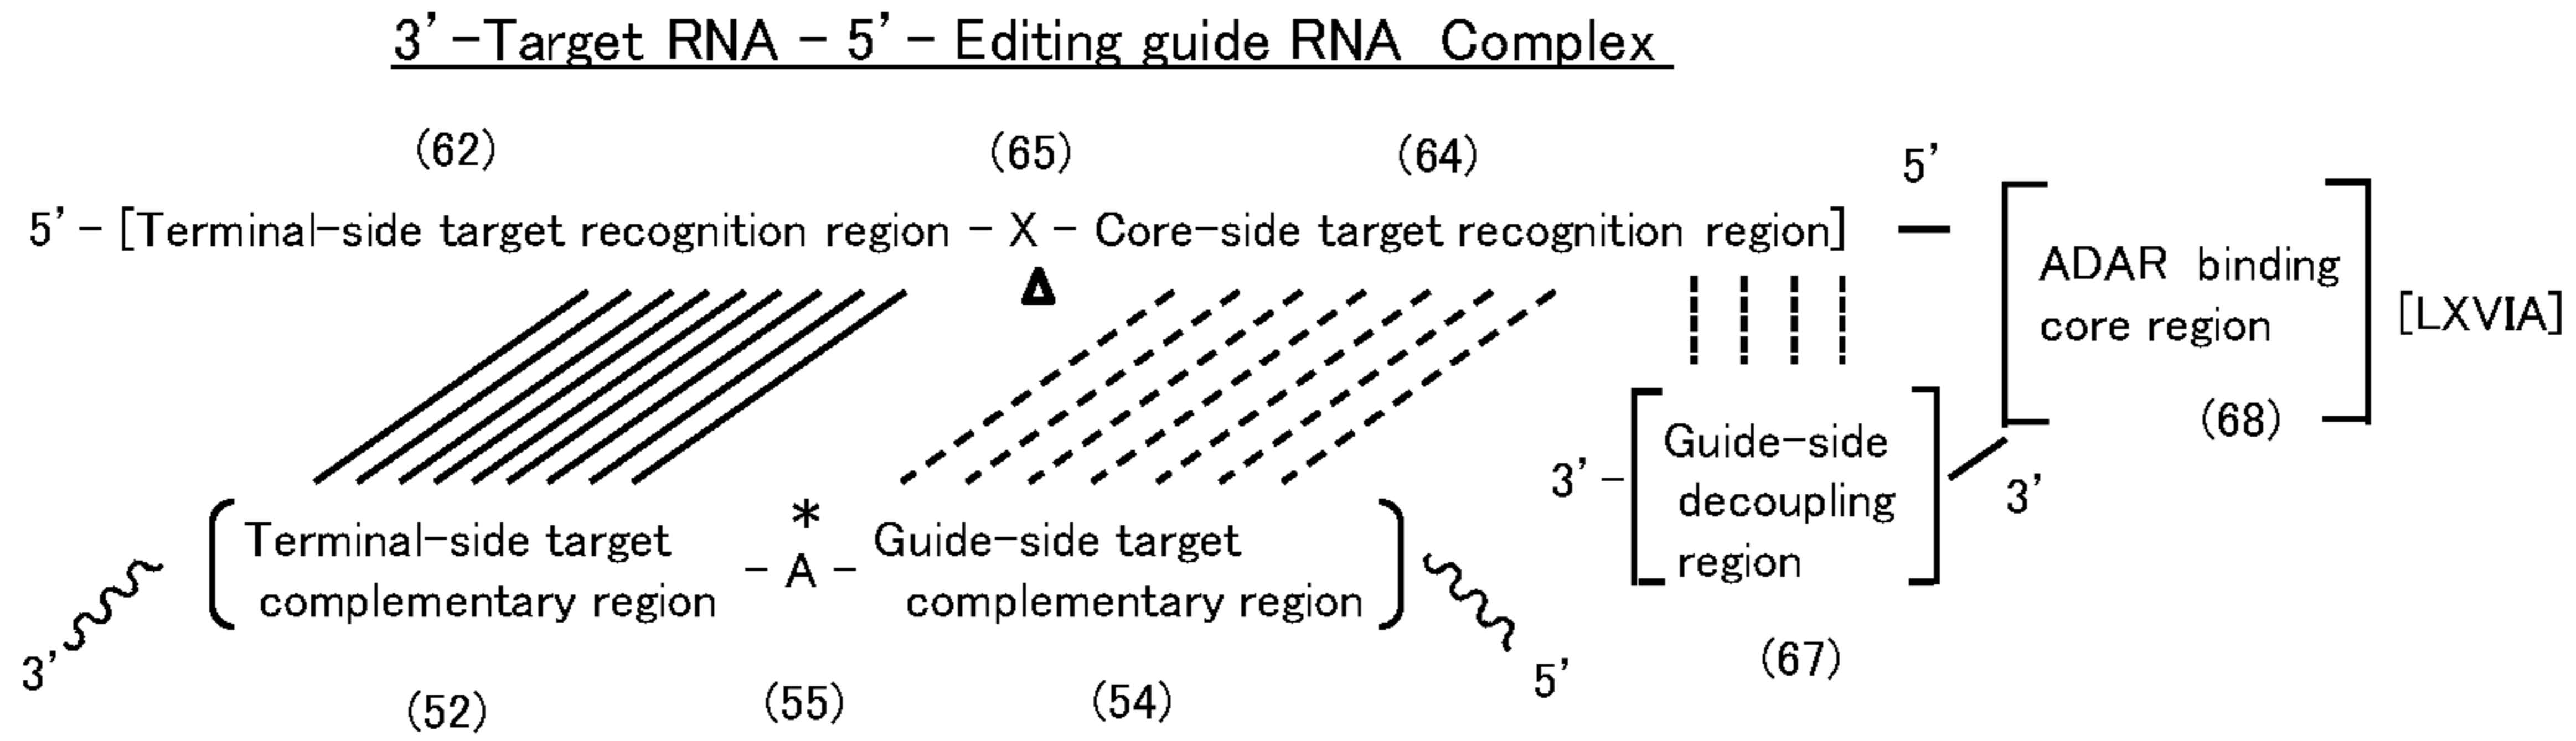 3’-Target RNA - 5’- Editing guide RNA Complex
(62) (65) (64)
5’
5’- [Terminal-side target recognition region - X - Core-side target recognition region]
Δ
ADAR binding
core region
(68)
[LXVIA]
3’-
Guide-side
decoupling
region
3’
(67)
*
Terminal-side target
complementary region
- A -
Guide-side target
complementary region
3’
5’
(52) (55) (54)